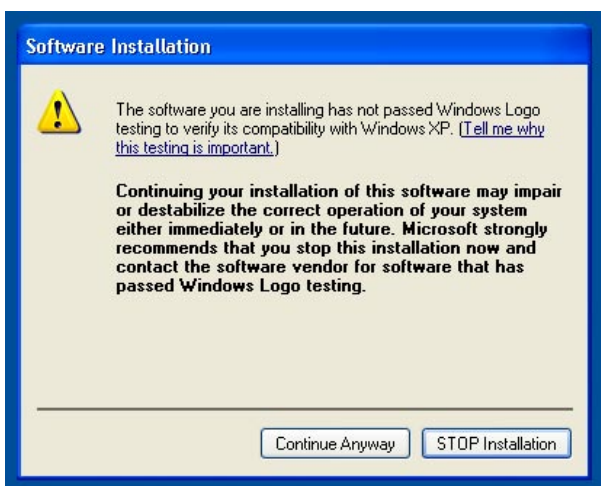 Software Installation
The software you are installing has not passed Windows Logo
testing to verify its compatibility with Windows XP. (Tell me why
this testing is important.)
Continuing your installation of this software may impair
or destabilize the correct operation of your system
either immediately or in the future. Microsoft strongly
recommends that you stop this installation now and
contact the software vendor for software that has
passed Windows Logo testing.
Continue Anyway STOP Installation